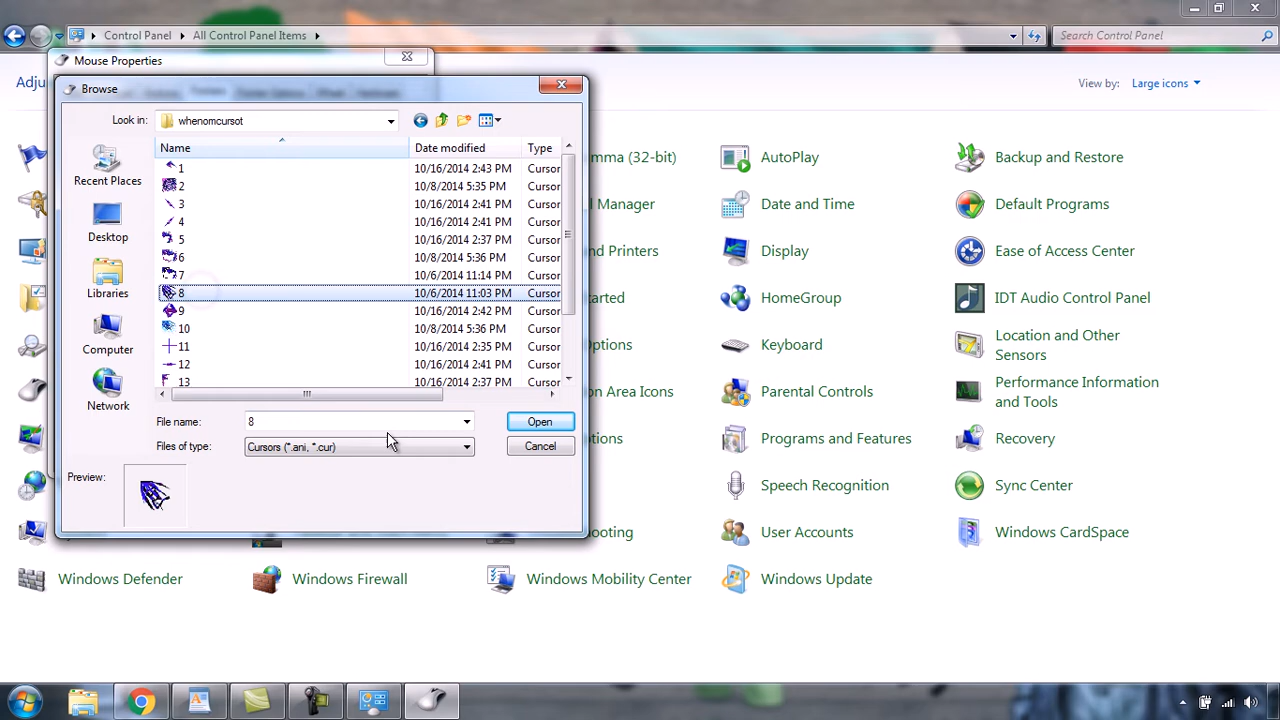 Control Panel ▸ All Control Panel Items ▸
Search Control Panel
Mouse Properties
Adju
View by: Large icons
Browse
Look in: whenomcursot
Name Date modified Type
1 10/16/2014 2:43 PM Cursor
2 10/8/2014 5:35 PM Cursor
3 10/16/2014 2:41 PM Cursor
4 10/16/2014 2:41 PM Cursor
5 10/16/2014 2:37 PM Cursor
6 10/8/2014 5:36 PM Cursor
7 10/6/2014 11:14 PM Cursor
8 10/6/2014 11:03 PM Cursor
9 10/16/2014 2:42 PM Cursor
10 10/8/2014 5:36 PM Cursor
11 10/16/2014 2:35 PM Cursor
12 10/16/2014 2:41 PM Cursor
13 10/16/2014 2:37 PM Cursor
Recent Places
Desktop
Libraries
Computer
Network
File name: 8 Open
Files of type: Cursors (*.ani, *.cur) Cancel
Preview:
mma (32-bit) AutoPlay Backup and Restore
l Manager Date and Time Default Programs
nd Printers Display Ease of Access Center
tarted HomeGroup IDT Audio Control Panel
Options Keyboard Location and Other
Sensors
ation Area Icons Parental Controls Performance Information
and Tools
ptions Programs and Features Recovery
Speech Recognition Sync Center
hooting User Accounts Windows CardSpace
Windows Defender Windows Firewall Windows Mobility Center Windows Update